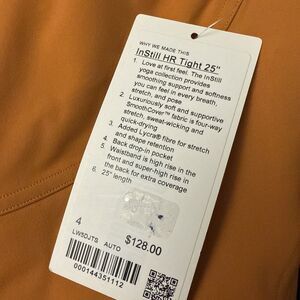 WHY WE MADE THIS
InStill HR Tight 25"
1. Love at first feel. The InStill
yoga collection provides
smoothing support and softness
you can feel in every breath,
stretch, and pose
2. Luxuriously soft and supportive
SmoothCover™ fabric is four-way
stretch, sweat-wicking and
quick-drying
3. Added Lycra® fibre for stretch
and shape retention
4. Back drop-in pocket
5. Waistband is high rise in the
front and super-high rise in
the back for extra coverage
6. 25" length
4
$128.00
LW5DJTS AUTO
000144351112